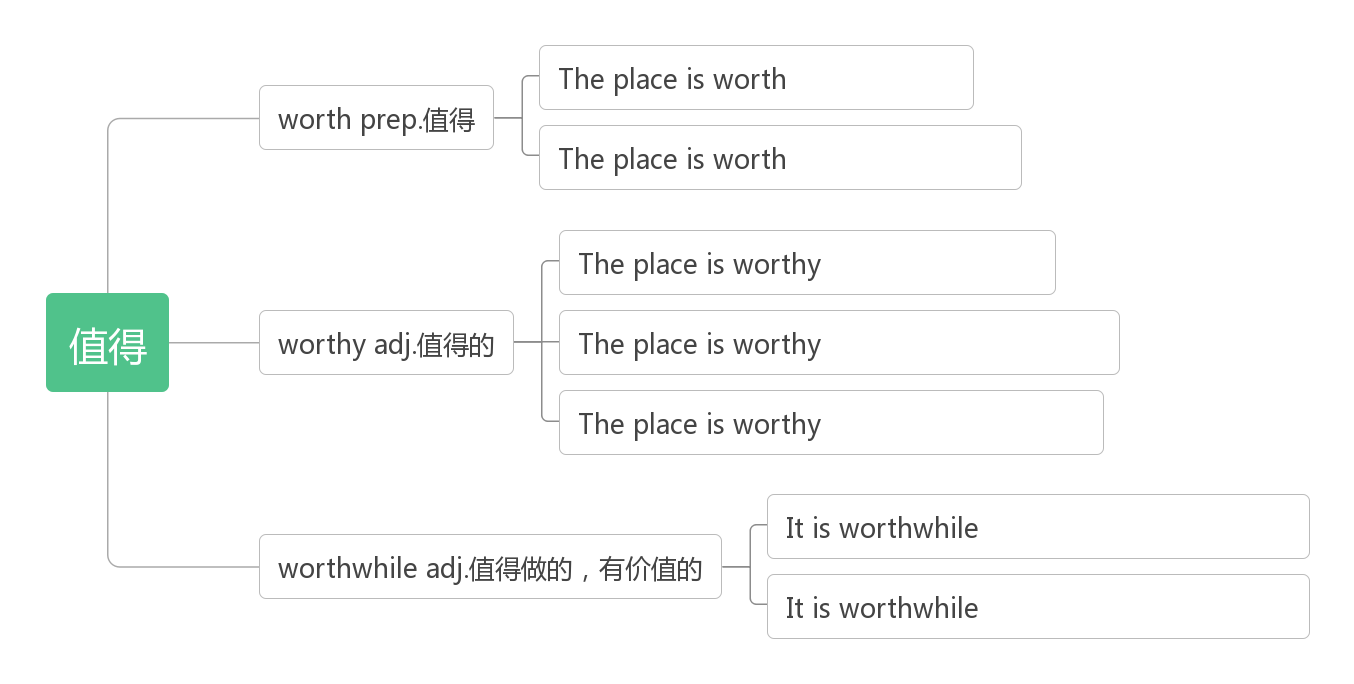 The place is worth
worth prep.值得
The place is worth
The place is worthy
值得
worthy adj.值得的
The place is worthy
The place is worthy
It is worthwhile
worthwhile adj.值得做的，有价值的
It is worthwhile